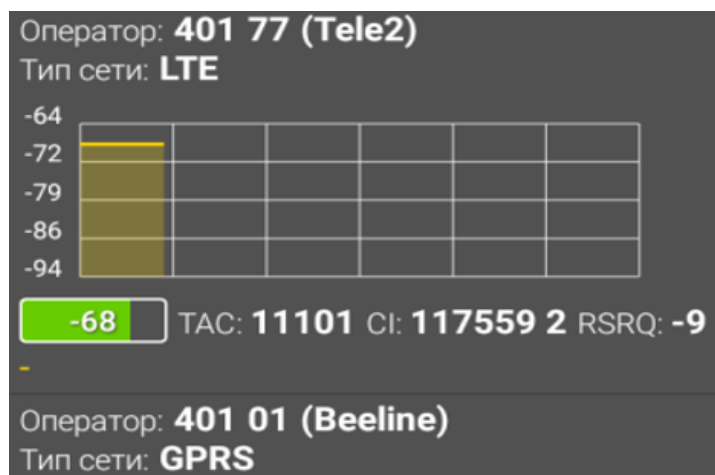 Оператор: 401 77 (Tele2)
Тип сети: LTE
-64
-72
-79
-86
-94
-68 TAC: 11101 CI: 117559 2 RSRQ: -9
-
Оператор: 401 01 (Beeline)
Тип сети: GPRS